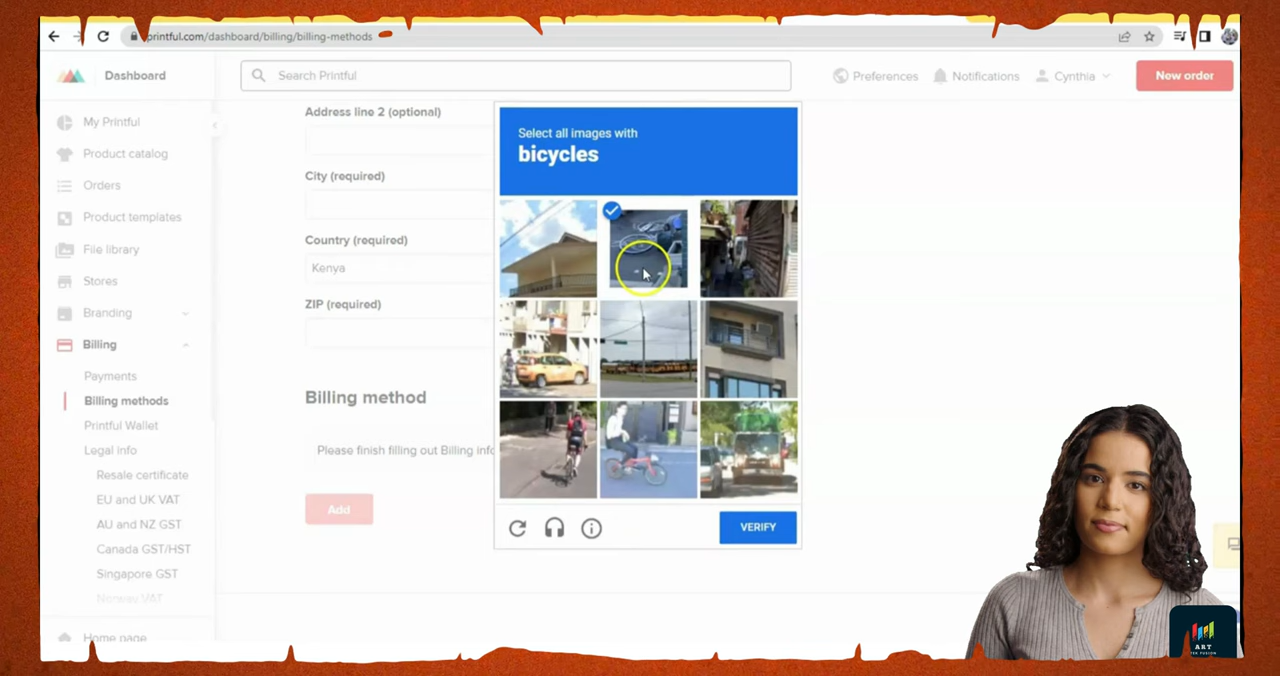 printful.com/dashboard/billing/billing-methods
Dashboard
Search Printful
Preferences
Notifications
Cynthia
New order
My Printful
Product catalog
Orders
Product templates
File library
Stores
Branding
Billing
Payments
Billing methods
Printful Wallet
Legal info
Resale certificate
EU and UK VAT
AU and NZ GST
Canada GST/HST
Singapore GST
Norway VAT
Home page
Address line 2 (optional)
City (required)
Country (required)
Kenya
ZIP (required)
Billing method
Please finish filling out Billing info
Add
Select all images with
bicycles
VERIFY
ART